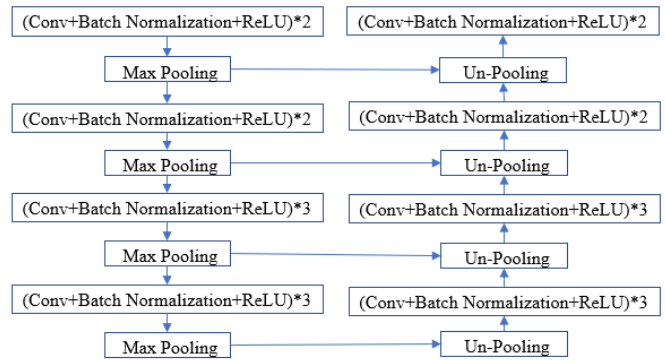 (Conv+Batch Normalization+ReLU)*2
Max Pooling
(Conv+Batch Normalization+ReLU)*2
Max Pooling
(Conv+Batch Normalization+ReLU)*3
Max Pooling
(Conv+Batch Normalization+ReLU)*3
Max Pooling
(Conv+Batch Normalization+ReLU)*2
Un-Pooling
(Conv+Batch Normalization+ReLU)*2
Un-Pooling
(Conv+Batch Normalization+ReLU)*3
Un-Pooling
(Conv+Batch Normalization+ReLU)*3
Un-Pooling